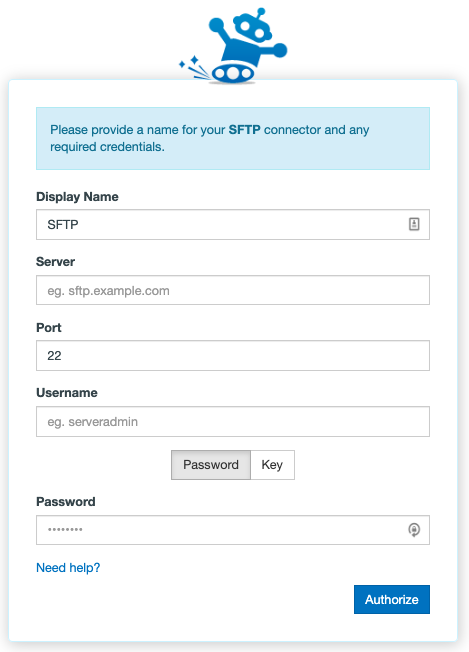 Please provide a name for your SFTP connector and any
required credentials.
Display Name
SFTP
Server
eg. sftp.example.com
Port
22
Username
eg. serveradmin
Password Key
Password
••••••••
Need help?
Authorize